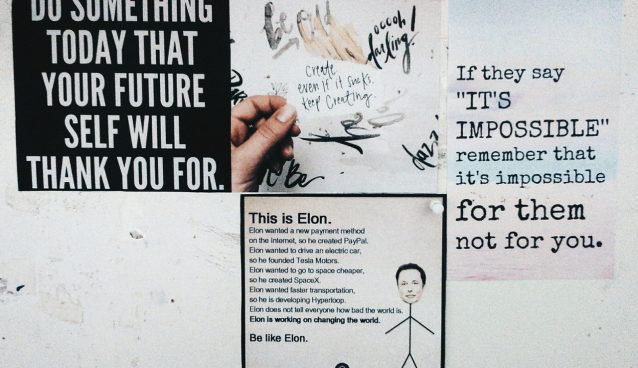 DO SOMETHING
TODAY THAT
YOUR FUTURE
SELF WILL
THANK YOU FOR.
ooooh
darling!
create
even if it sucks.
keep creating
Be
If they say
"IT'S
IMPOSSIBLE"
remember that
it's impossible
for them
not for you.
This is Elon.
Elon wanted a new payment method
on the Internet, so he created PayPal.
Elon wanted to drive an electric car,
so he founded Tesla Motors.
Elon wanted to go to space cheaper,
so he created SpaceX.
Elon wanted faster transportation,
so he is developing Hyperloop.
Elon does not tell everyone how bad the world is.
Elon is working on changing the world.
Be like Elon.